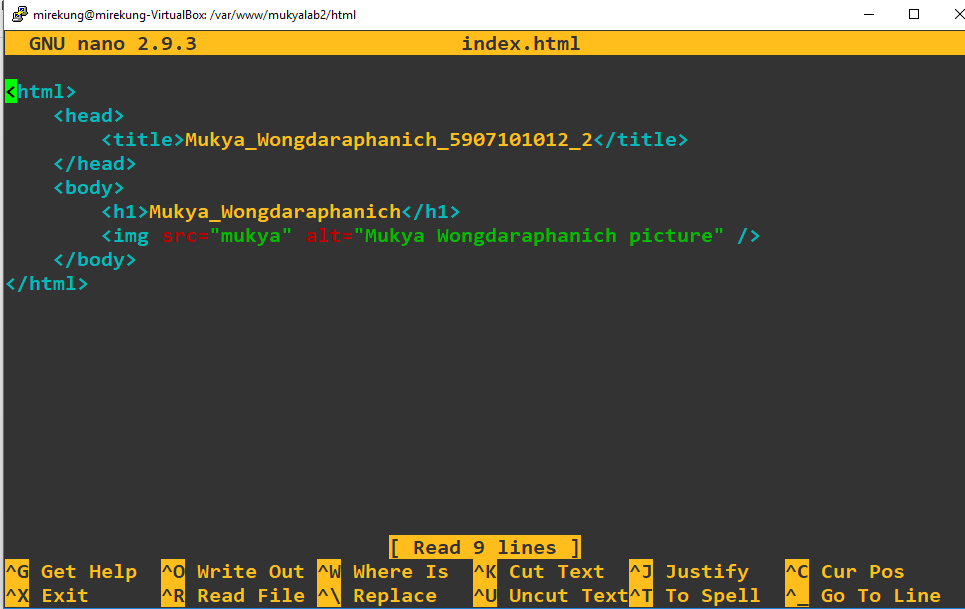 mirekung@mirekung-VirtualBox: /var/www/mukyalab2/html
GNU nano 2.9.3 index.html
<html>
    <head>
        <title>Mukya_Wongdaraphanich_5907101012_2</title>
    </head>
    <body>
        <h1>Mukya_Wongdaraphanich</h1>
        <img src="mukya" alt="Mukya Wongdaraphanich picture" />
    </body>
</html>
[ Read 9 lines ]
^G Get Help ^O Write Out ^W Where Is ^K Cut Text ^J Justify ^C Cur Pos
^X Exit ^R Read File ^\ Replace ^U Uncut Text ^T To Spell ^_ Go To Line